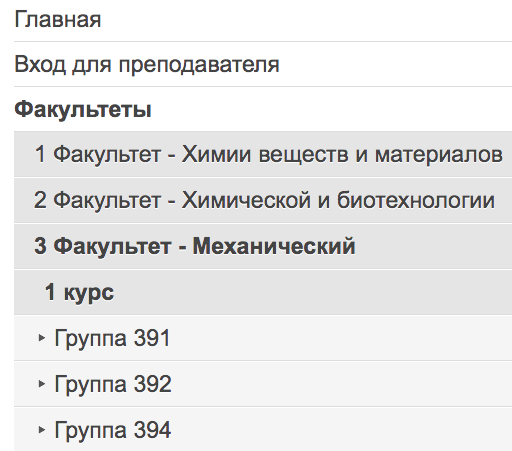 Главная
Вход для преподавателя
Факультеты
1 Факультет - Химии веществ и материалов
2 Факультет - Химической и биотехнологии
3 Факультет - Механический
1 курс
Группа 391
Группа 392
Группа 394